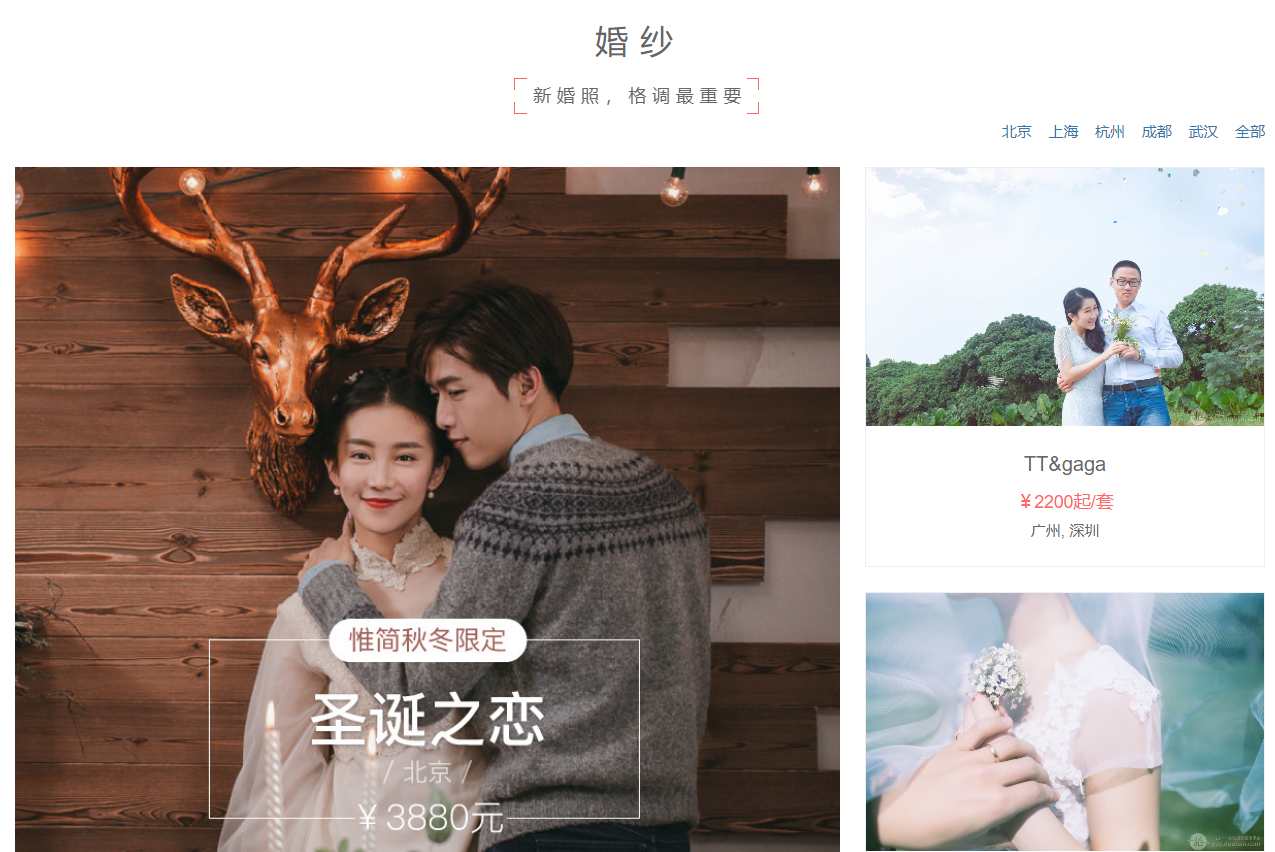 婚 纱
新婚照，格调最重要
北京 上海 杭州 成都 武汉 全部
惟简秋冬限定
圣诞之恋
/ 北京 /
¥ 3880元
TT&gaga
¥ 2200起/套
广州, 深圳